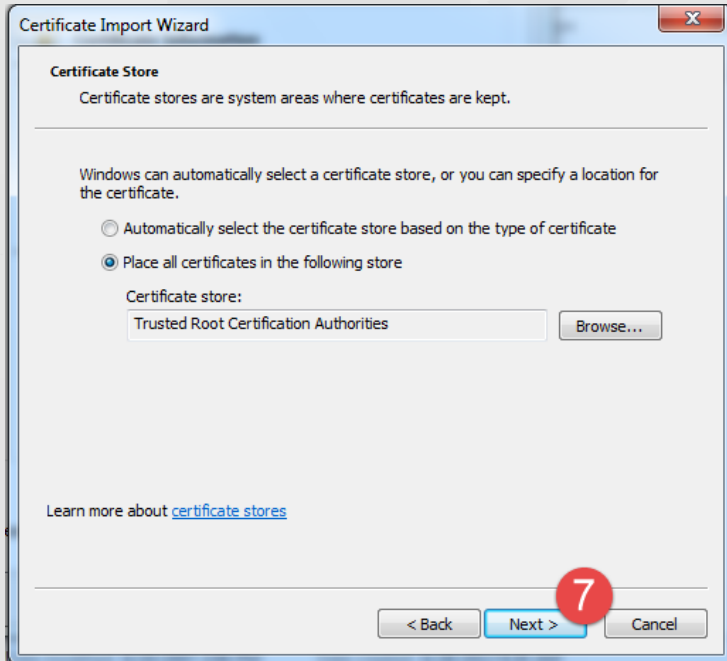 Certificate Import Wizard
Certificate Store
Certificate stores are system areas where certificates are kept.
Windows can automatically select a certificate store, or you can specify a location for
the certificate.
Automatically select the certificate store based on the type of certificate
Place all certificates in the following store
Certificate store:
Trusted Root Certification Authorities
Browse...
Learn more about certificate stores
7
< Back
Next >
Cancel